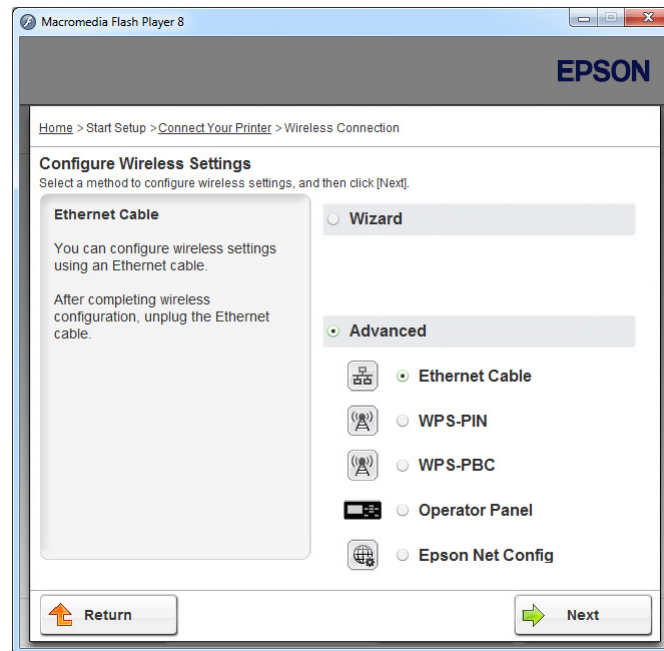 Macromedia Flash Player 8
EPSON
Home > Start Setup > Connect Your Printer > Wireless Connection
Configure Wireless Settings
Select a method to configure wireless settings, and then click [Next].
Ethernet Cable
You can configure wireless settings
using an Ethernet cable.
After completing wireless
configuration, unplug the Ethernet
cable.
Wizard
Advanced
Ethernet Cable
WPS-PIN
WPS-PBC
Operator Panel
Epson Net Config
Return
Next